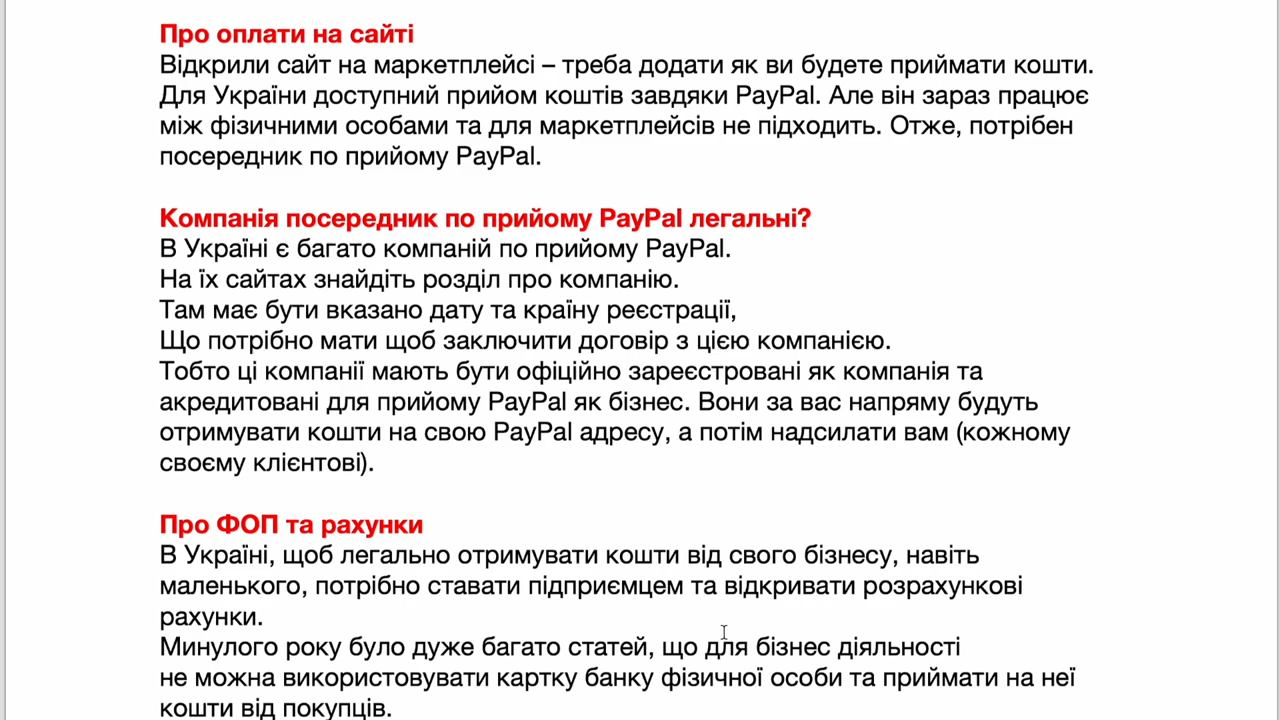 Про оплати на сайті
Відкрили сайт на маркетплейсі – треба додати як ви будете приймати кошти.
Для України доступний прийом коштів завдяки PayPal. Але він зараз працює
між фізичними особами та для маркетплейсів не підходить. Отже, потрібен
посередник по прийому PayPal.
Компанія посередник по прийому PayPal легальні?
В Україні є багато компаній по прийому PayPal.
На їх сайтах знайдіть розділ про компанію.
Там має бути вказано дату та країну реєстрації,
Що потрібно мати щоб заключити договір з цією компанією.
Тобто ці компанії мають бути офіційно зареєстровані як компанія та
акредитовані для прийому PayPal як бізнес. Вони за вас напряму будуть
отримувати кошти на свою PayPal адресу, а потім надсилати вам (кожному
своєму клієнтові).
Про ФОП та рахунки
В Україні, щоб легально отримувати кошти від свого бізнесу, навіть
маленького, потрібно ставати підприємцем та відкривати розрахункові
рахунки.
Минулого року було дуже багато статей, що для бізнес діяльності
не можна використовувати картку банку фізичної особи та приймати на неї
кошти від покупців.